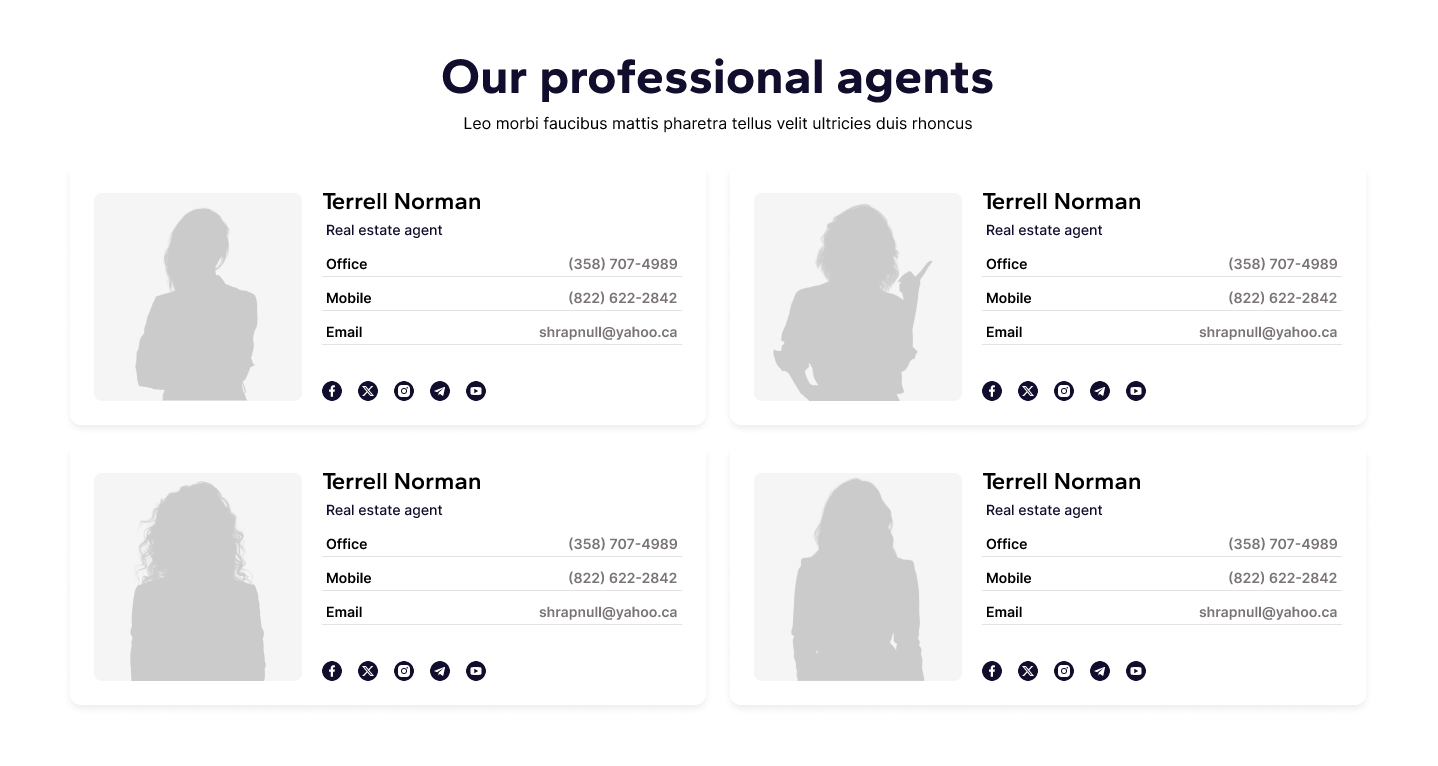 Our professional agents
Leo morbi faucibus mattis pharetra tellus velit ultricies duis rhoncus
Terrell Norman
Real estate agent
Office (358) 707-4989
Mobile (822) 622-2842
Email shrapnull@yahoo.ca
Terrell Norman
Real estate agent
Office (358) 707-4989
Mobile (822) 622-2842
Email shrapnull@yahoo.ca
Terrell Norman
Real estate agent
Office (358) 707-4989
Mobile (822) 622-2842
Email shrapnull@yahoo.ca
Terrell Norman
Real estate agent
Office (358) 707-4989
Mobile (822) 622-2842
Email shrapnull@yahoo.ca